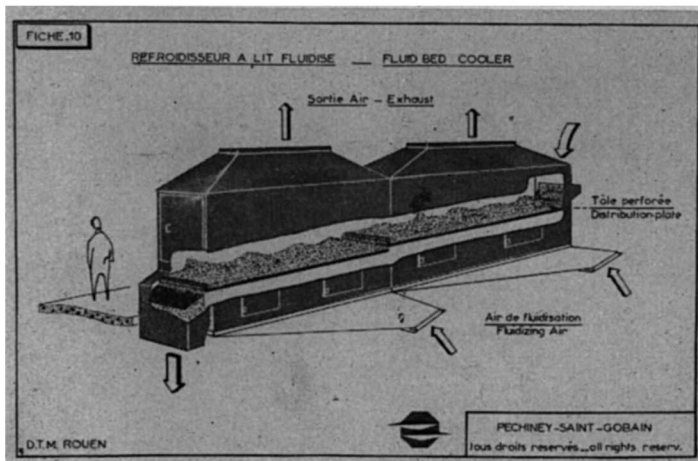 FICHE.10
REFROIDISSEUR A LIT FLUIDISE — FLUID BED COOLER
Sortie Air – Exhaust
Tôle perforée
Distribution plate
Air de fluidisation
Fluidizing Air
D.T.M. ROUEN
PECHINEY-SAINT-GOBAIN
tous droits reservés_all rights reserv.